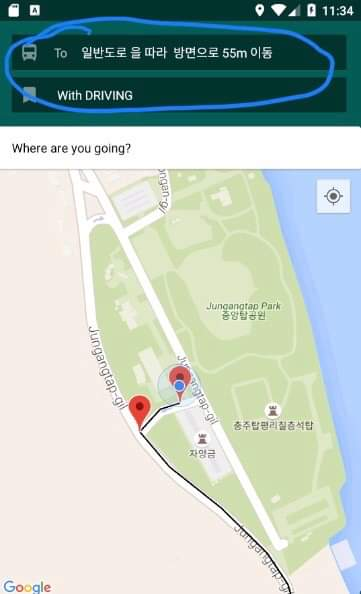 11:34
To 일반도로 을 따라 방면으로 55m 이동
With DRIVING
Where are you going?
Jungang-gil
Jungangtap Park
중앙탑공원
Jungangtap-gil
Jungangtap-gil
충주탑평리칠층석탑
자앙금
Jungangtap-gil
Google